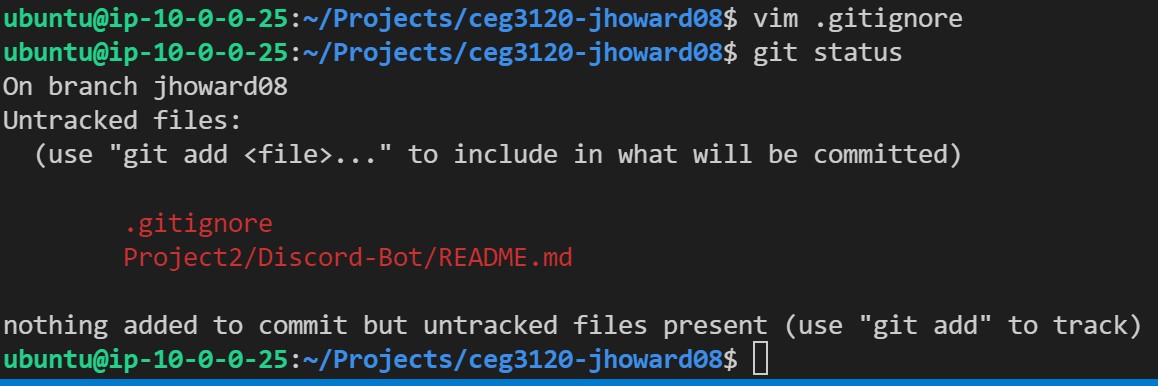 ubuntu@ip-10-0-0-25:~/Projects/ceg3120-jhoward08$ vim .gitignore
ubuntu@ip-10-0-0-25:~/Projects/ceg3120-jhoward08$ git status
On branch jhoward08
Untracked files:
  (use "git add <file>..." to include in what will be committed)

        .gitignore
        Project2/Discord-Bot/README.md

nothing added to commit but untracked files present (use "git add" to track)
ubuntu@ip-10-0-0-25:~/Projects/ceg3120-jhoward08$